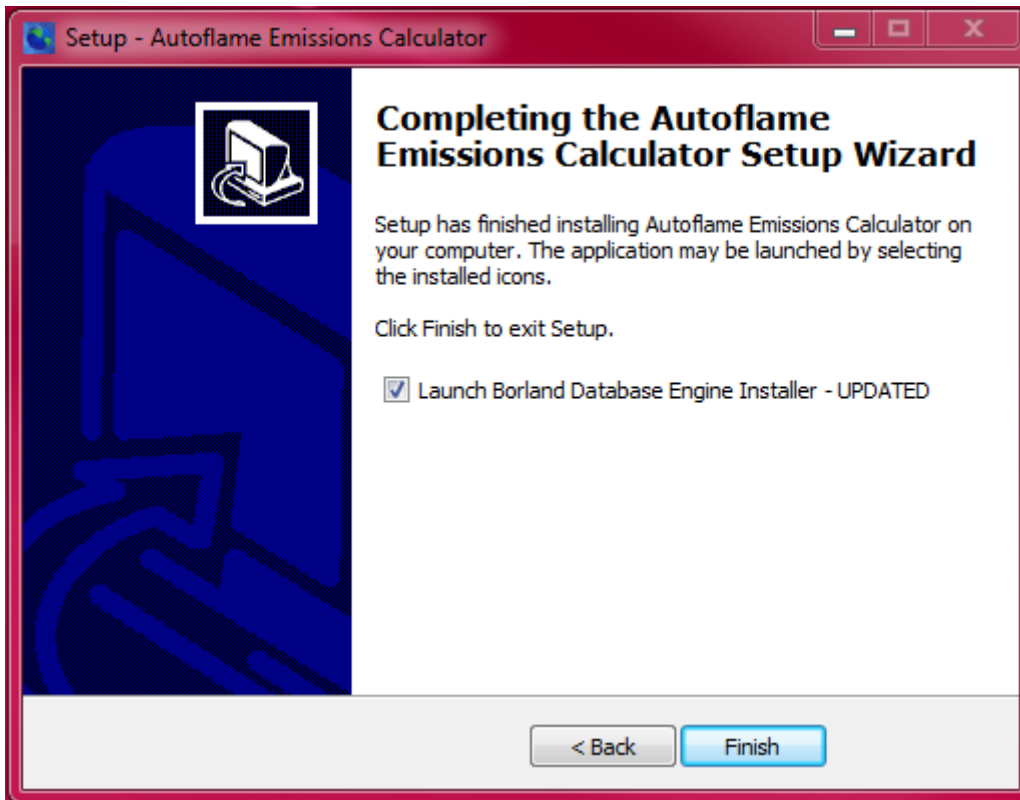 Setup - Autoflame Emissions Calculator
Completing the Autoflame
Emissions Calculator Setup Wizard
Setup has finished installing Autoflame Emissions Calculator on
your computer. The application may be launched by selecting
the installed icons.
Click Finish to exit Setup.
Launch Borland Database Engine Installer - UPDATED
< Back
Finish